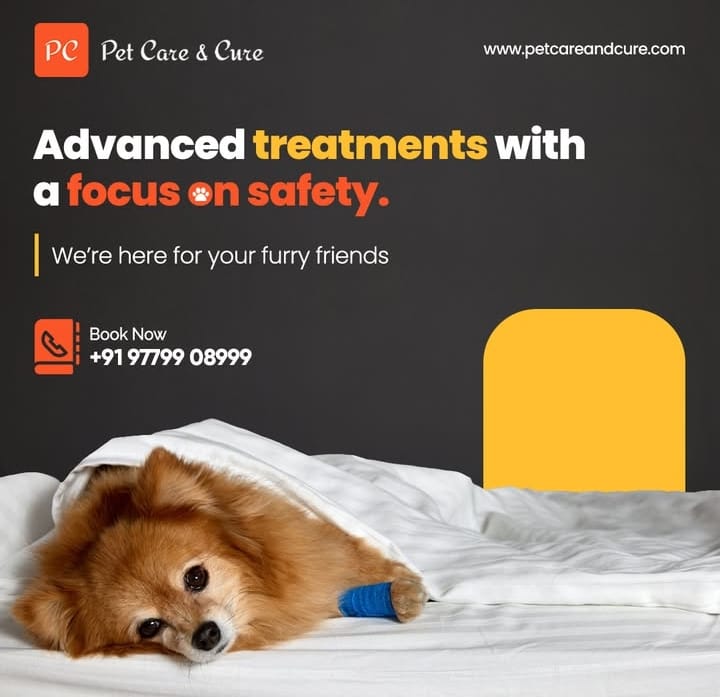 PC Pet Care & Cure
www.petcareandcure.com
Advanced treatments with
a focus on safety.
We're here for your furry friends
Book Now
+91 97799 08999